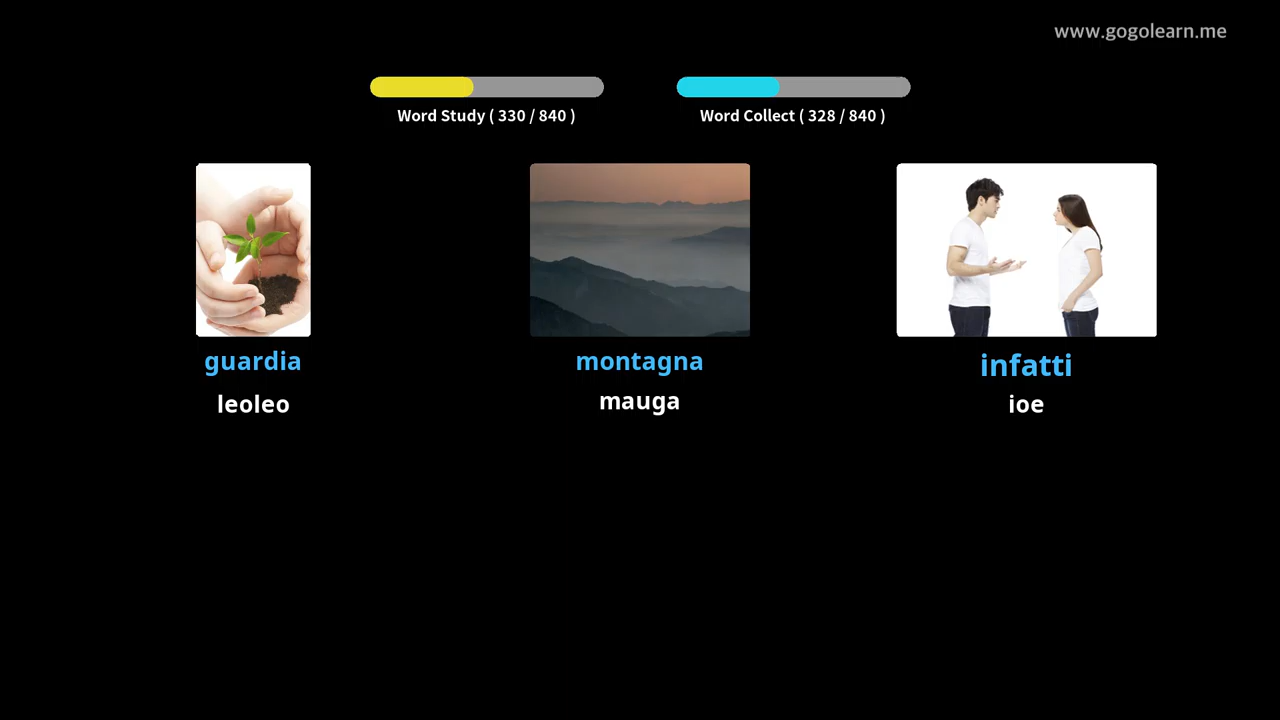 www.gogolearn.me
Word Study ( 330 / 840 )
Word Collect ( 328 / 840 )
guardia
leoleo
montagna
mauga
infatti
ioe